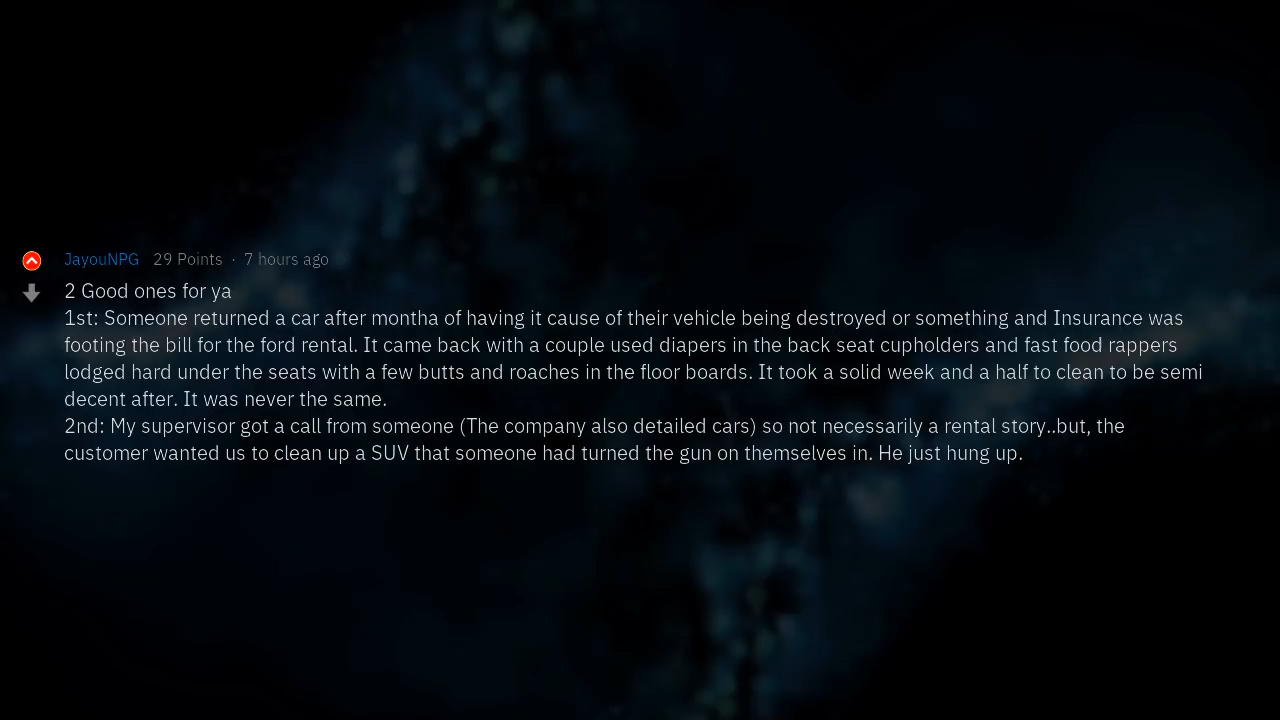 JayouNPG 29 Points · 7 hours ago
2 Good ones for ya
1st: Someone returned a car after montha of having it cause of their vehicle being destroyed or something and Insurance was
footing the bill for the ford rental. It came back with a couple used diapers in the back seat cupholders and fast food rappers
lodged hard under the seats with a few butts and roaches in the floor boards. It took a solid week and a half to clean to be semi
decent after. It was never the same.
2nd: My supervisor got a call from someone (The company also detailed cars) so not necessarily a rental story..but, the
customer wanted us to clean up a SUV that someone had turned the gun on themselves in. He just hung up.